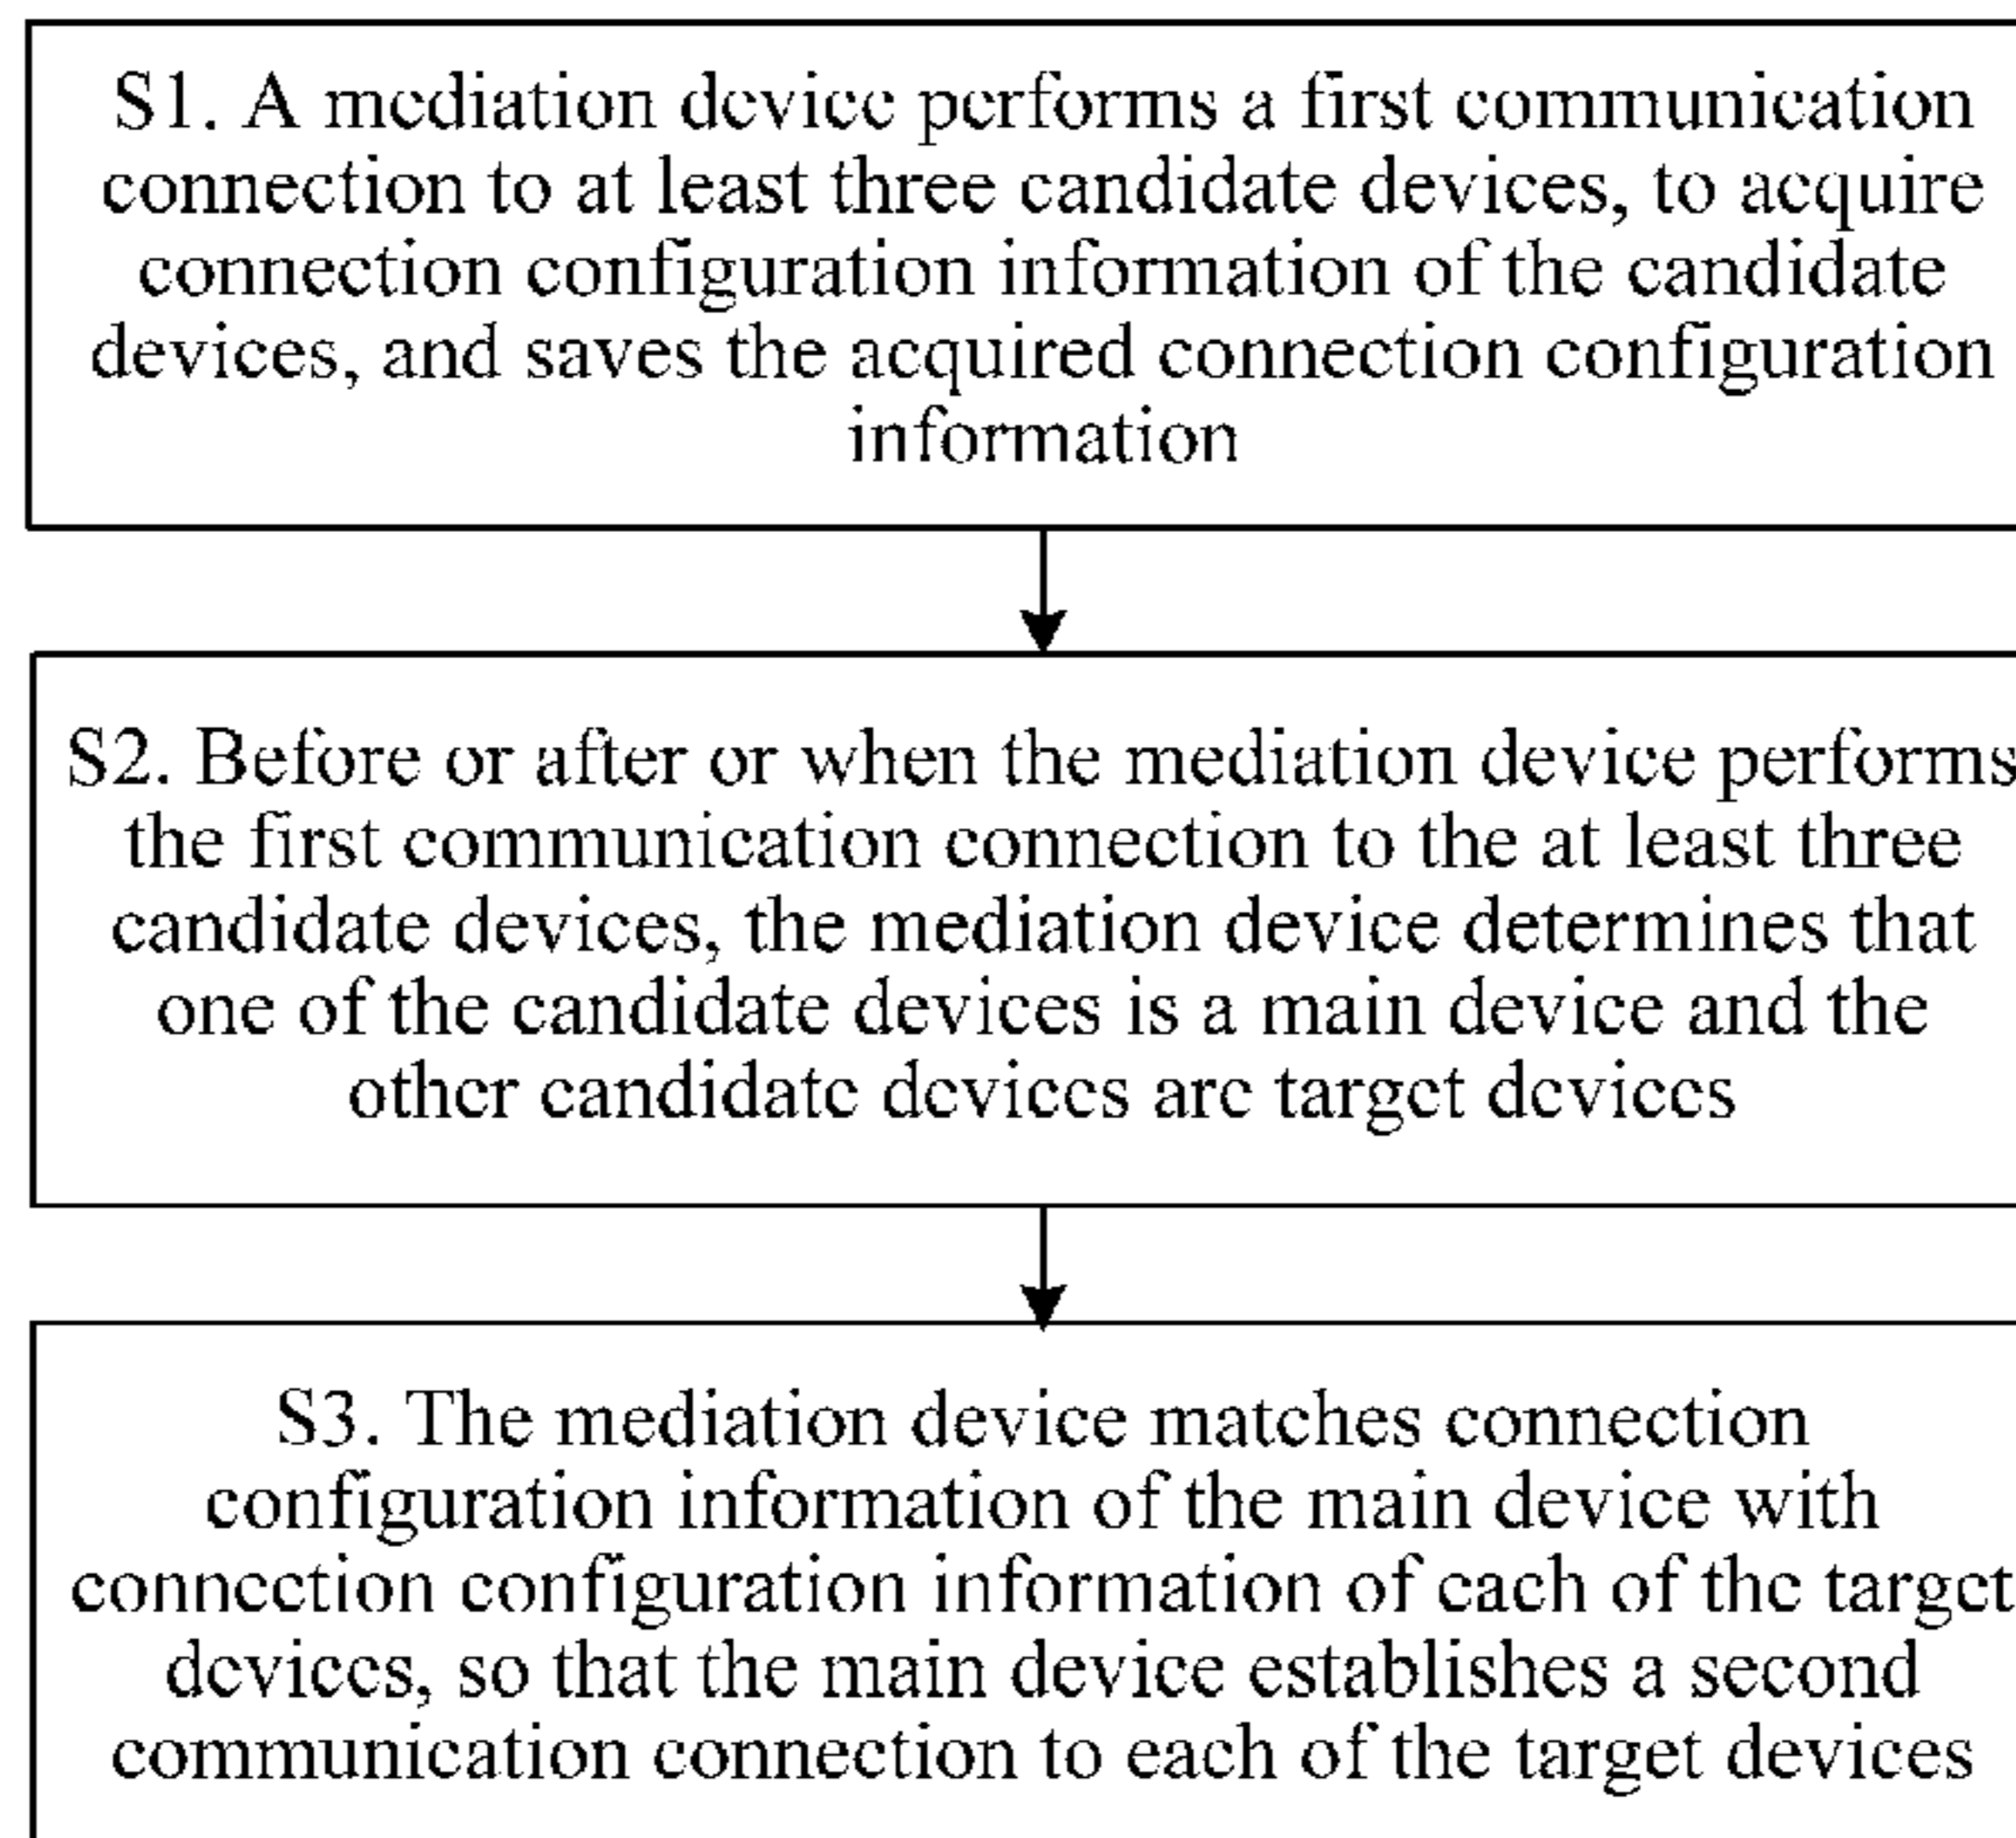 S1. A mediation device performs a first communication
connection to at least three candidate devices, to acquire
connection configuration information of the candidate
devices, and saves the acquired connection configuration
information
S2. Before or after or when the mediation device performs
the first communication connection to the at least three
candidate devices, the mediation device determines that
one of the candidate devices is a main device and the
other candidate devices are target devices
S3. The mediation device matches connection
configuration information of the main device with
connection configuration information of each of the target
devices, so that the main device establishes a second
communication connection to each of the target devices